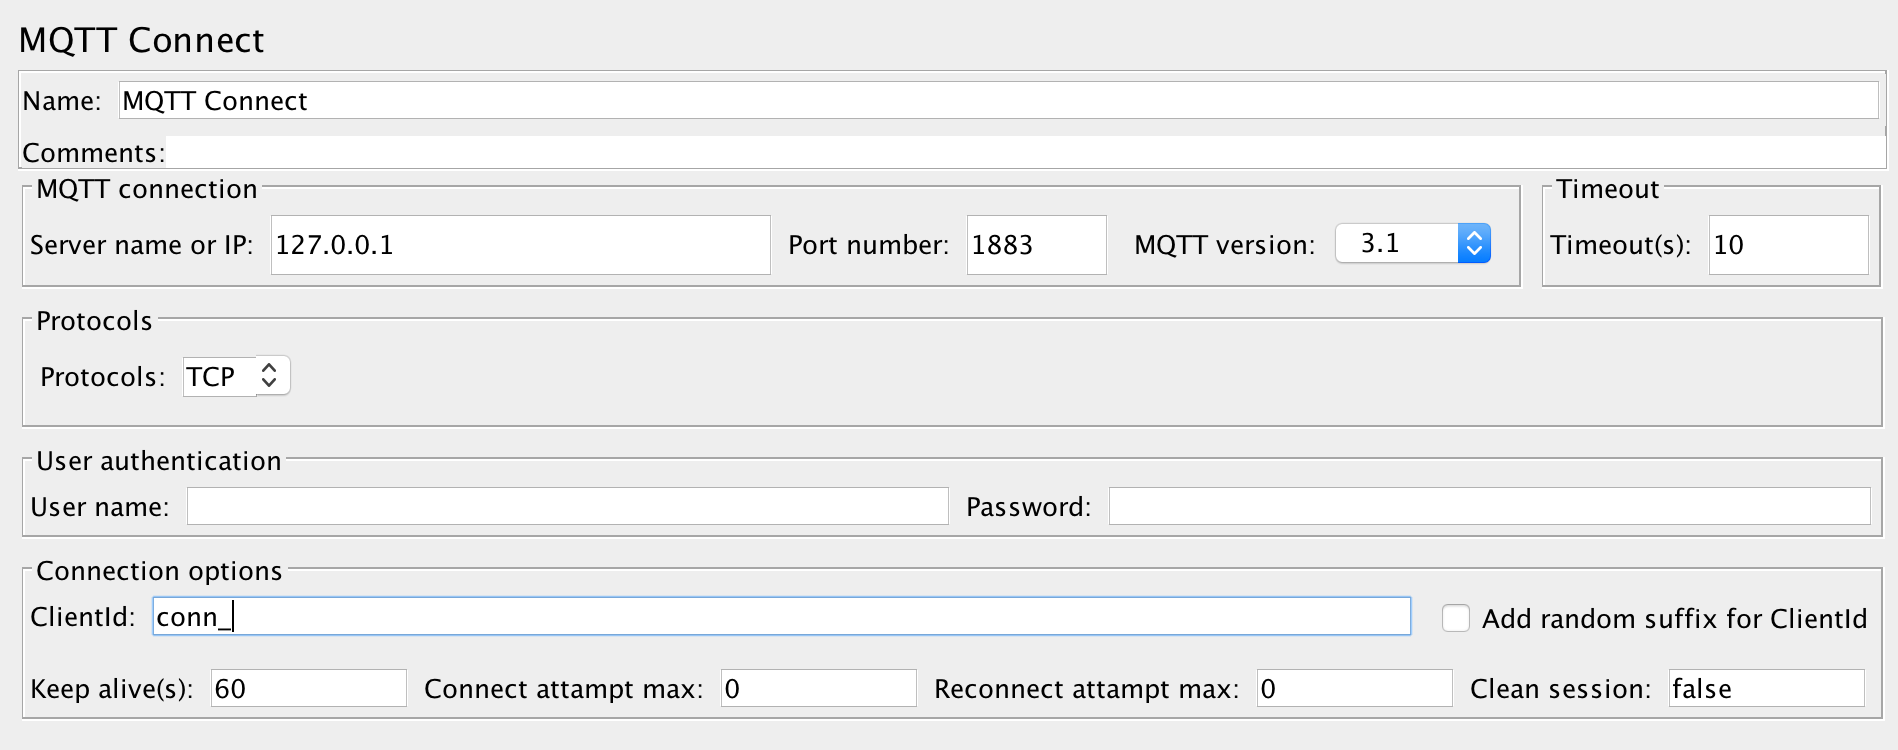 MQTT Connect
Name: MQTT Connect
Comments:
MQTT connection
Server name or IP: 127.0.0.1 Port number: 1883 MQTT version: 3.1
Timeout
Timeout(s): 10
Protocols
Protocols: TCP
User authentication
User name: Password:
Connection options
ClientId: conn_ Add random suffix for ClientId
Keep alive(s): 60 Connect attampt max: 0 Reconnect attampt max: 0 Clean session: false